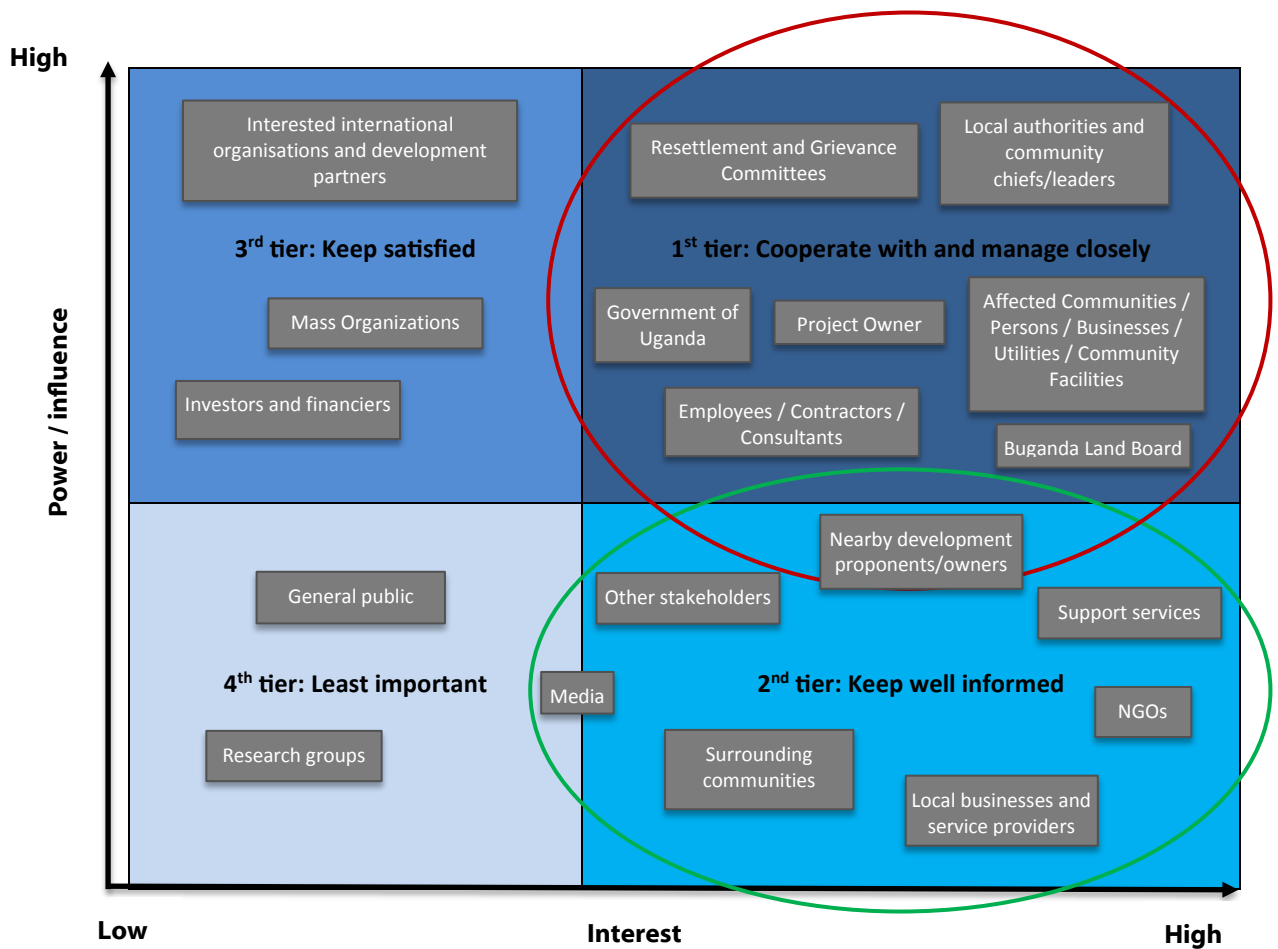 High
Power / influence
Interested international
organisations and development
partners
3rd tier: Keep satisfied
Mass Organizations
Investors and financiers
Resettlement and Grievance
Committees
Local authorities and
community
chiefs/leaders
1st tier: Cooperate with and manage closely
Government of
Uganda
Project Owner
Affected Communities /
Persons / Businesses /
Utilities / Community
Facilities
Employees / Contractors /
Consultants
Buganda Land Board
General public
4th tier: Least important
Media
Research groups
Nearby development
proponents/owners
Other stakeholders
Support services
2nd tier: Keep well informed
NGOs
Surrounding
communities
Local businesses and
service providers
Low
Interest
High